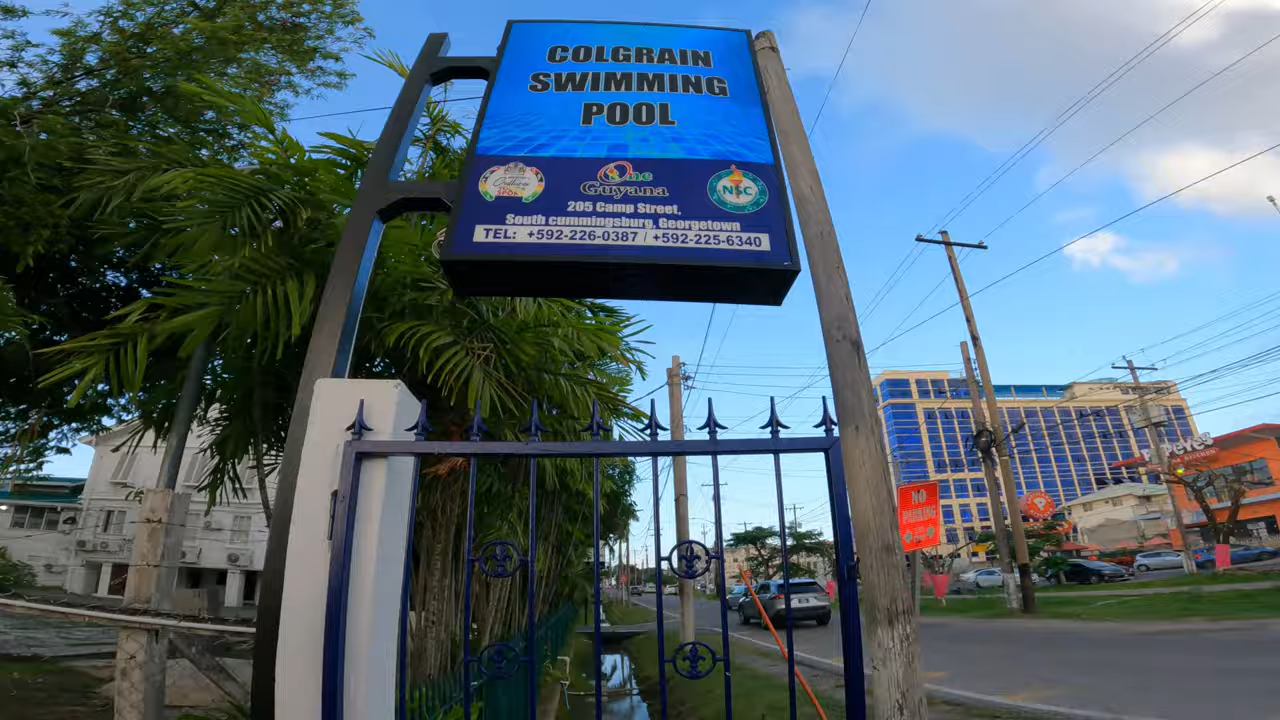 COLGRAIN
SWIMMING
POOL
One
Guyana
NSC
205 Camp Street,
South cummingsburg, Georgetown
TEL: +592-226-0387 / +592-225-6340
NO
PARKING